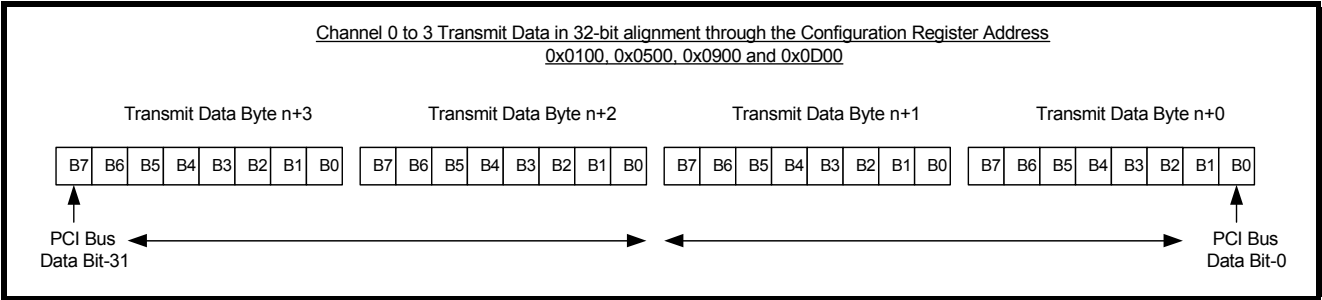 Channel 0 to 3 Transmit Data in 32-bit alignment through the Configuration Register Address
0x0100, 0x0500, 0x0900 and 0x0D00
Transmit Data Byte n+3 Transmit Data Byte n+2 Transmit Data Byte n+1 Transmit Data Byte n+0
B7 B6 B5 B4 B3 B2 B1 B0 B7 B6 B5 B4 B3 B2 B1 B0 B7 B6 B5 B4 B3 B2 B1 B0 B7 B6 B5 B4 B3 B2 B1 B0
PCI Bus PCI Bus
Data Bit-31 Data Bit-0